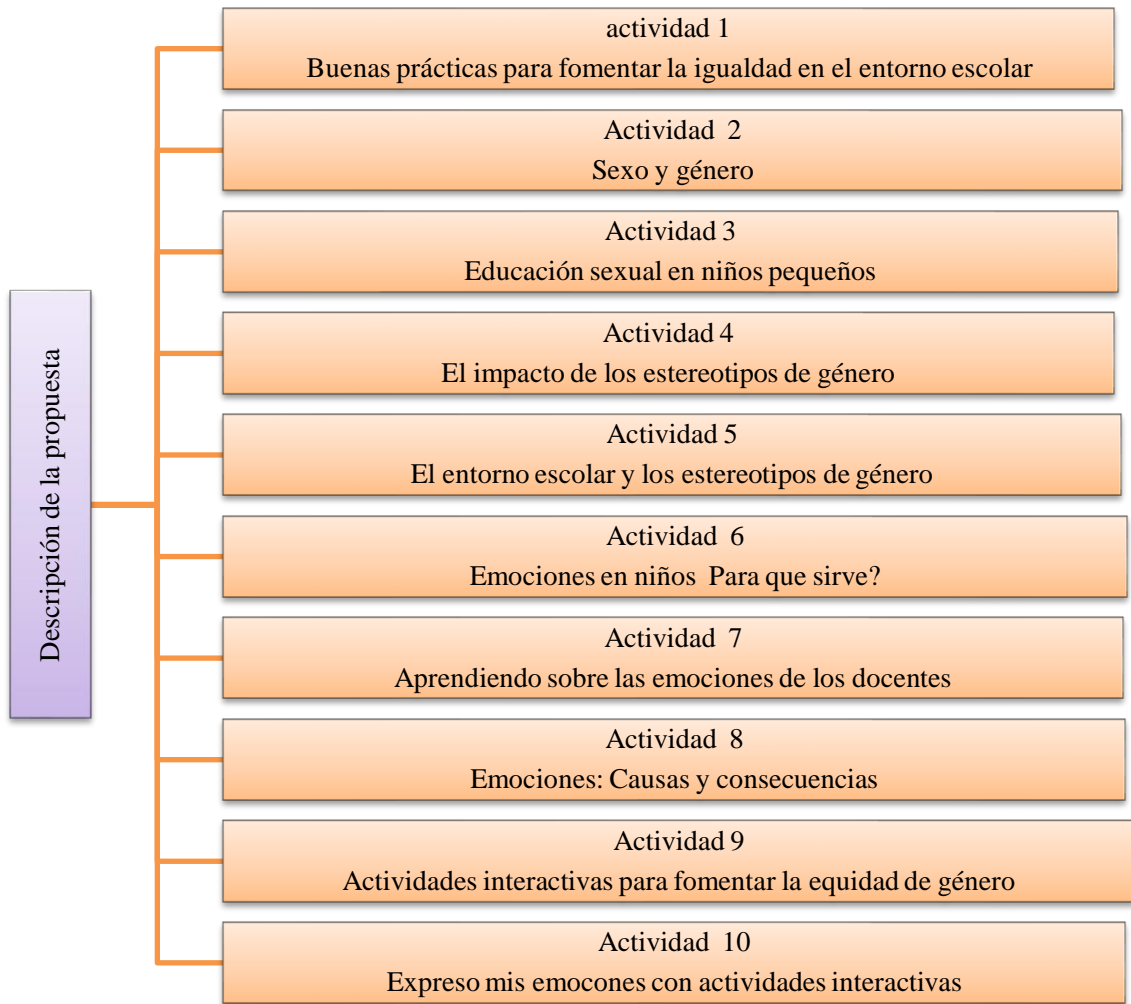 actividad 1
Buenas prácticas para fomentar la igualdad en el entorno escolar
Actividad 2
Sexo y género
Actividad 3
Educación sexual en niños pequeños
Actividad 4
El impacto de los estereotipos de género
Actividad 5
El entorno escolar y los estereotipos de género
Actividad 6
Emociones en niños Para que sirve?
Actividad 7
Aprendiendo sobre las emociones de los docentes
Actividad 8
Emociones: Causas y consecuencias
Actividad 9
Actividades interactivas para fomentar la equidad de género
Actividad 10
Expreso mis emocones con actividades interactivas
Descripción de la propuesta